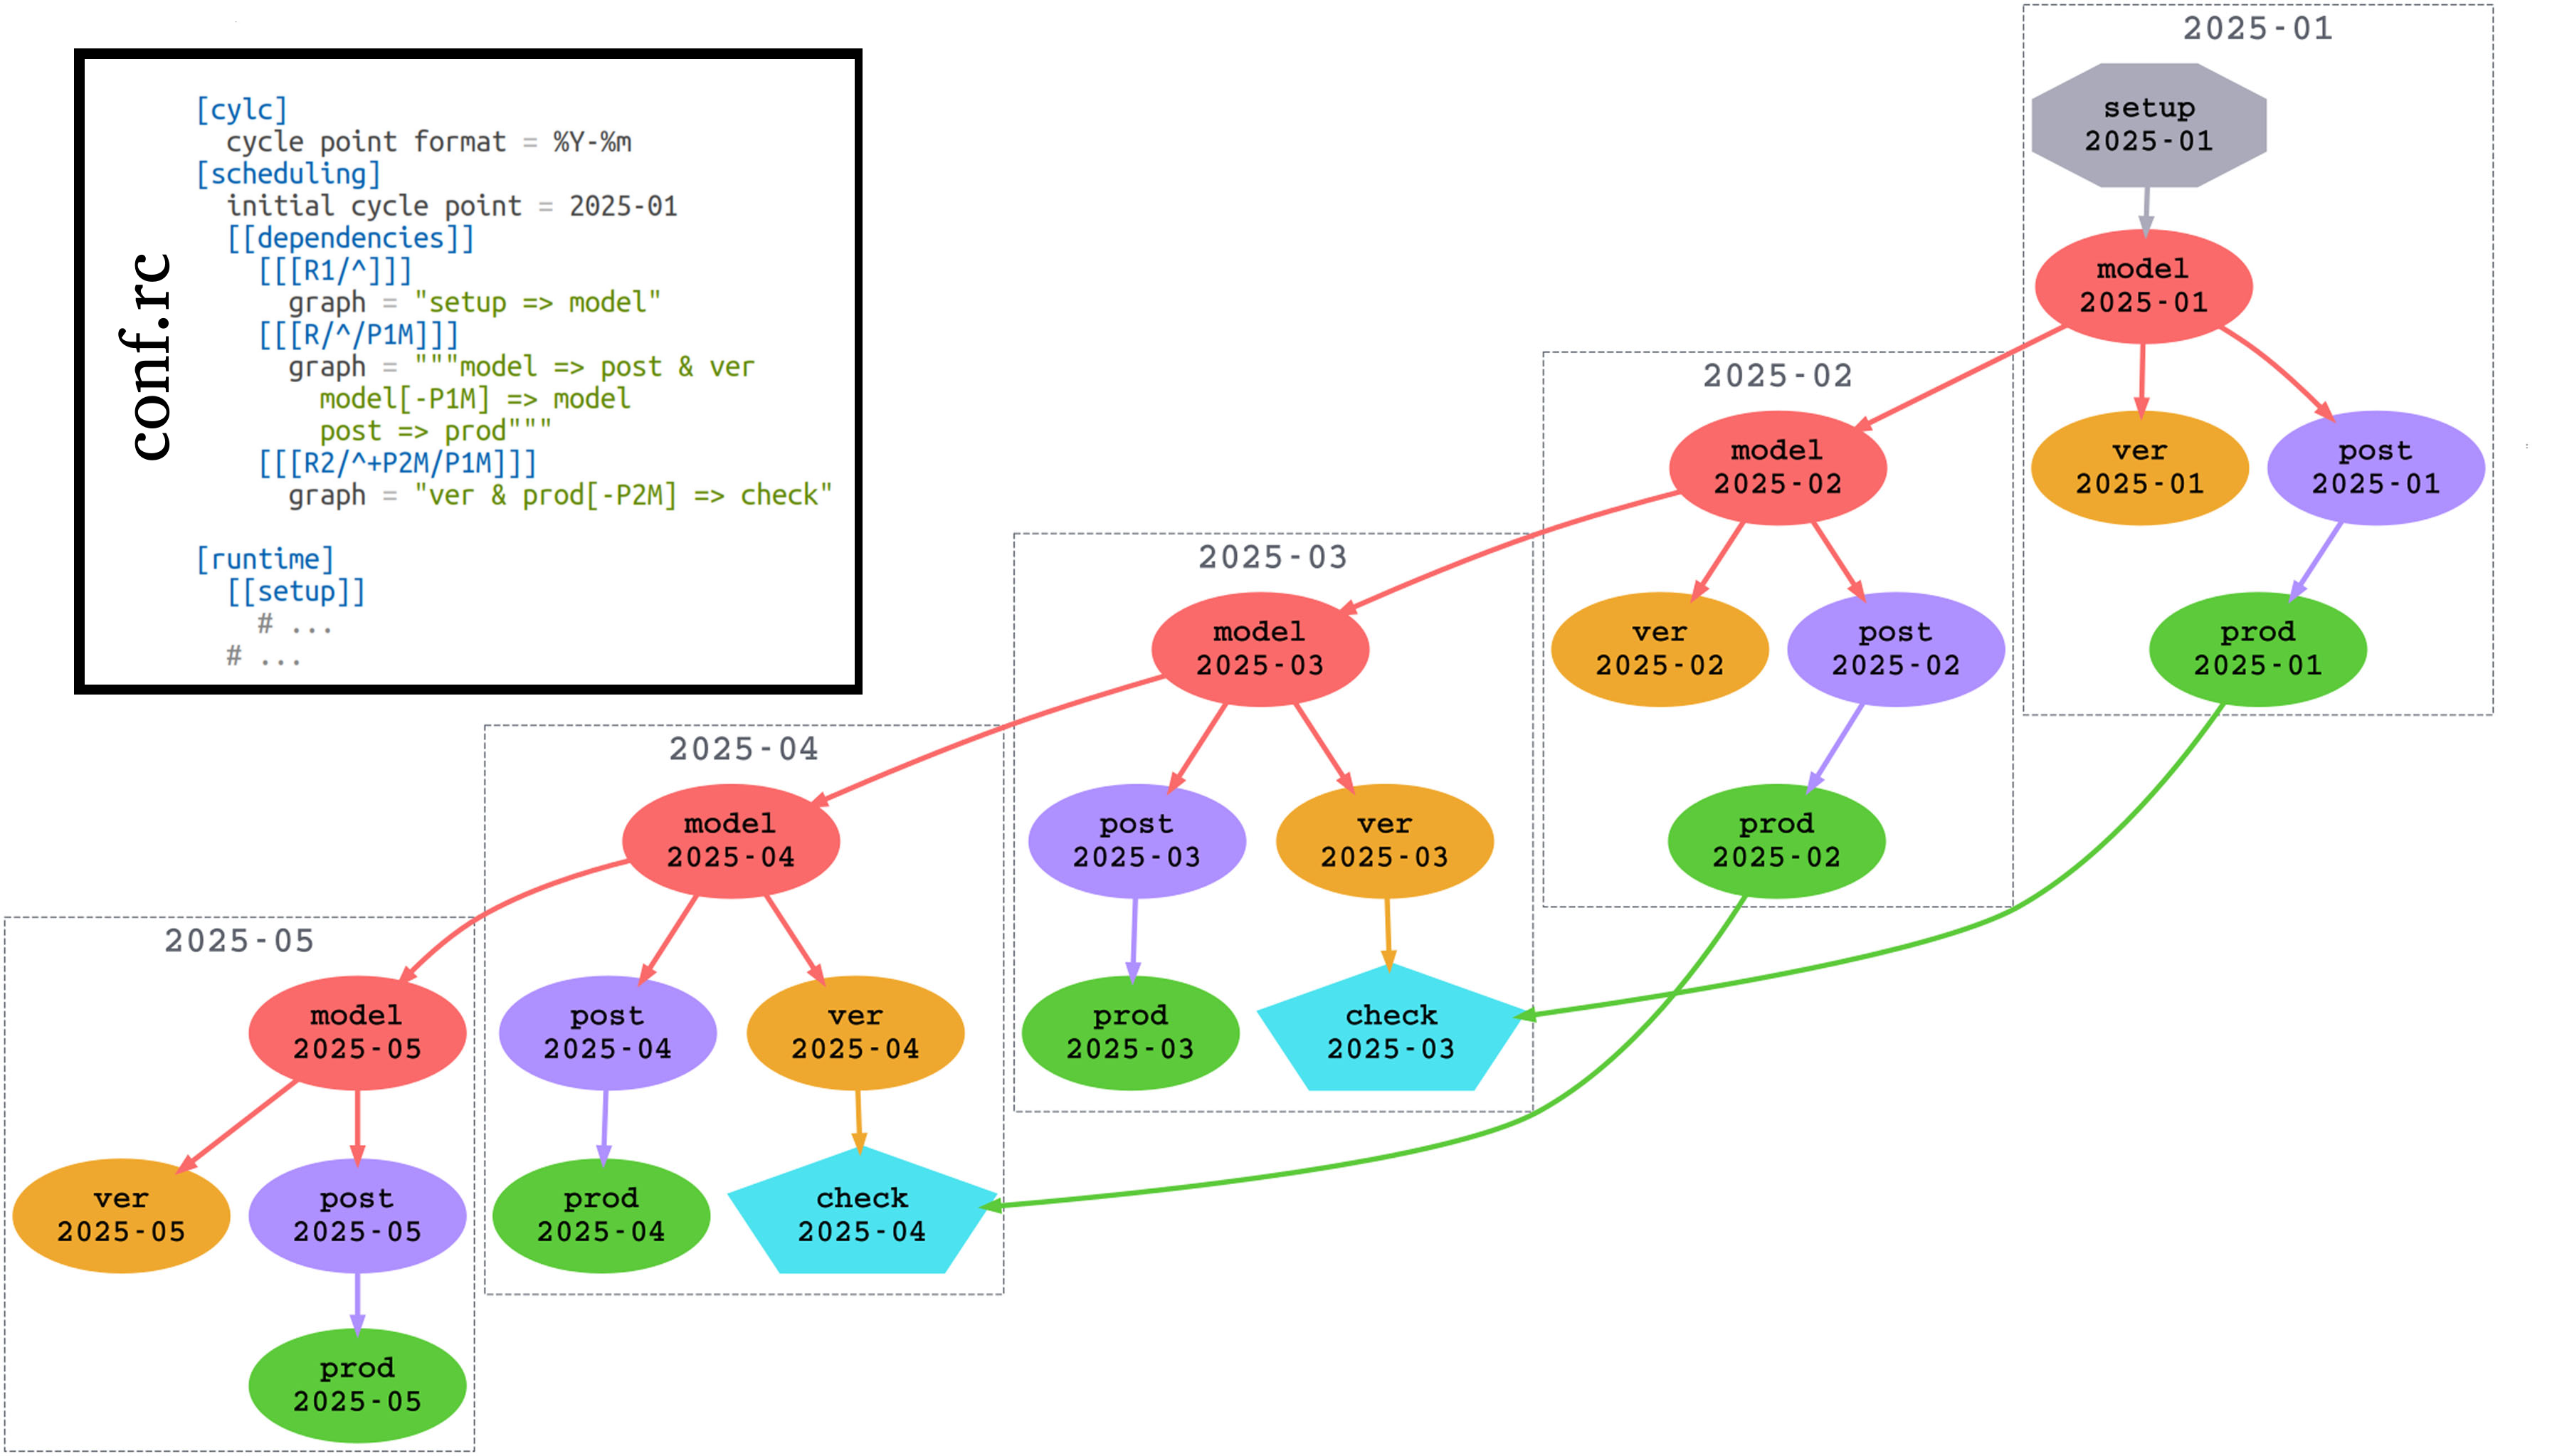 conf.rc
[cylc]
cycle point format = %Y-%m
[scheduling]
initial cycle point = 2025-01
[[dependencies]]
[[[R1/^]]]
graph = "setup => model"
[[[R/^/P1M]]]
graph = """model => post & ver
model[-P1M] => model
post => prod"""
[[[R2/^+P2M/P1M]]]
graph = "ver & prod[-P2M] => check"
[runtime]
[[setup]]
# ...
# ...
2025-01
setup
2025-01
model
2025-01
ver
2025-01
post
2025-01
prod
2025-01
2025-02
model
2025-02
ver
2025-02
post
2025-02
prod
2025-02
2025-03
model
2025-03
post
2025-03
ver
2025-03
prod
2025-03
check
2025-03
2025-04
model
2025-04
post
2025-04
ver
2025-04
prod
2025-04
check
2025-04
2025-05
model
2025-05
ver
2025-05
post
2025-05
prod
2025-05